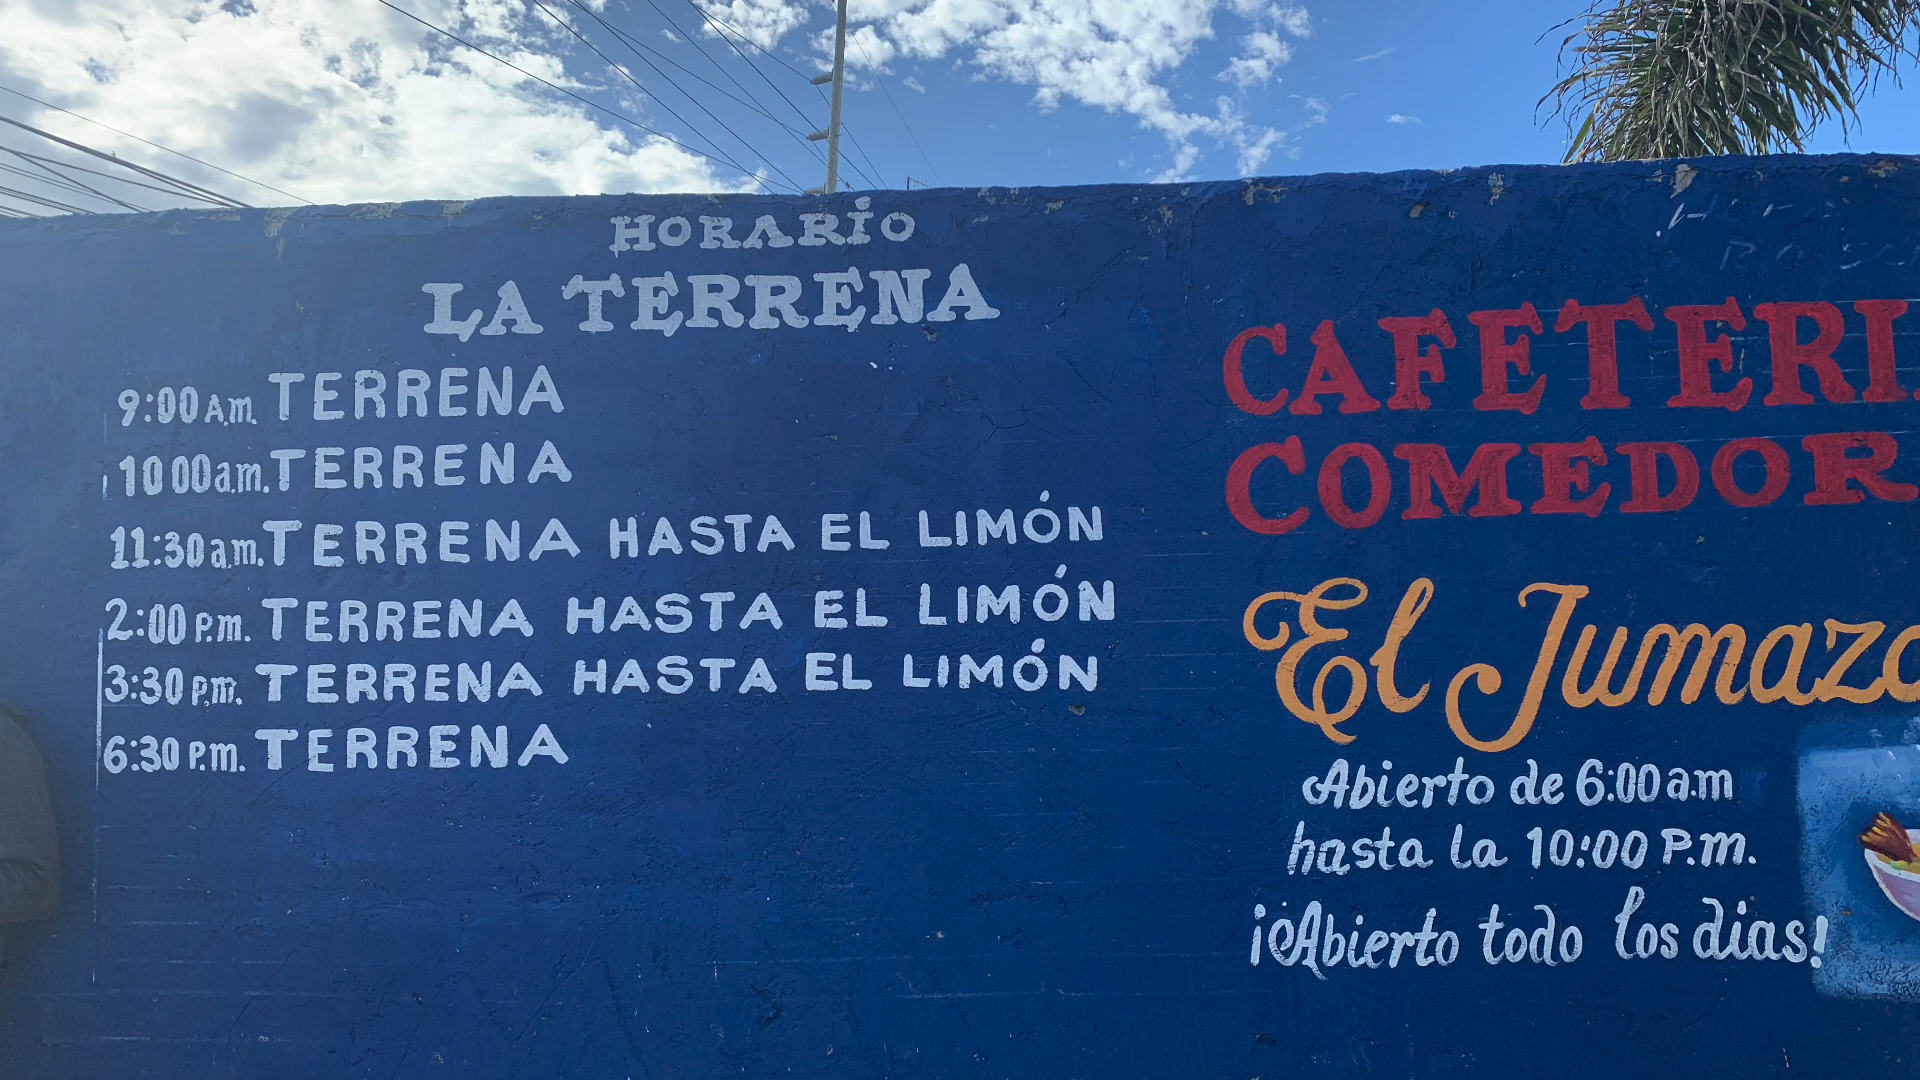 HORARIO
LA TERRENA
9:00 A.m. TERRENA
10 00 a.m. TERRENA
11:30 a.m. TERRENA HASTA EL LIMÓN
2:00 P.m. TERRENA HASTA EL LIMÓN
3:30 p.m. TERRENA HASTA EL LIMÓN
6:30 P.m. TERRENA
CAFETERI
COMEDOR
El Jumaz
Abierto de 6:00 a.m
hasta la 10:00 P.m.
¡Abierto todo los dias!